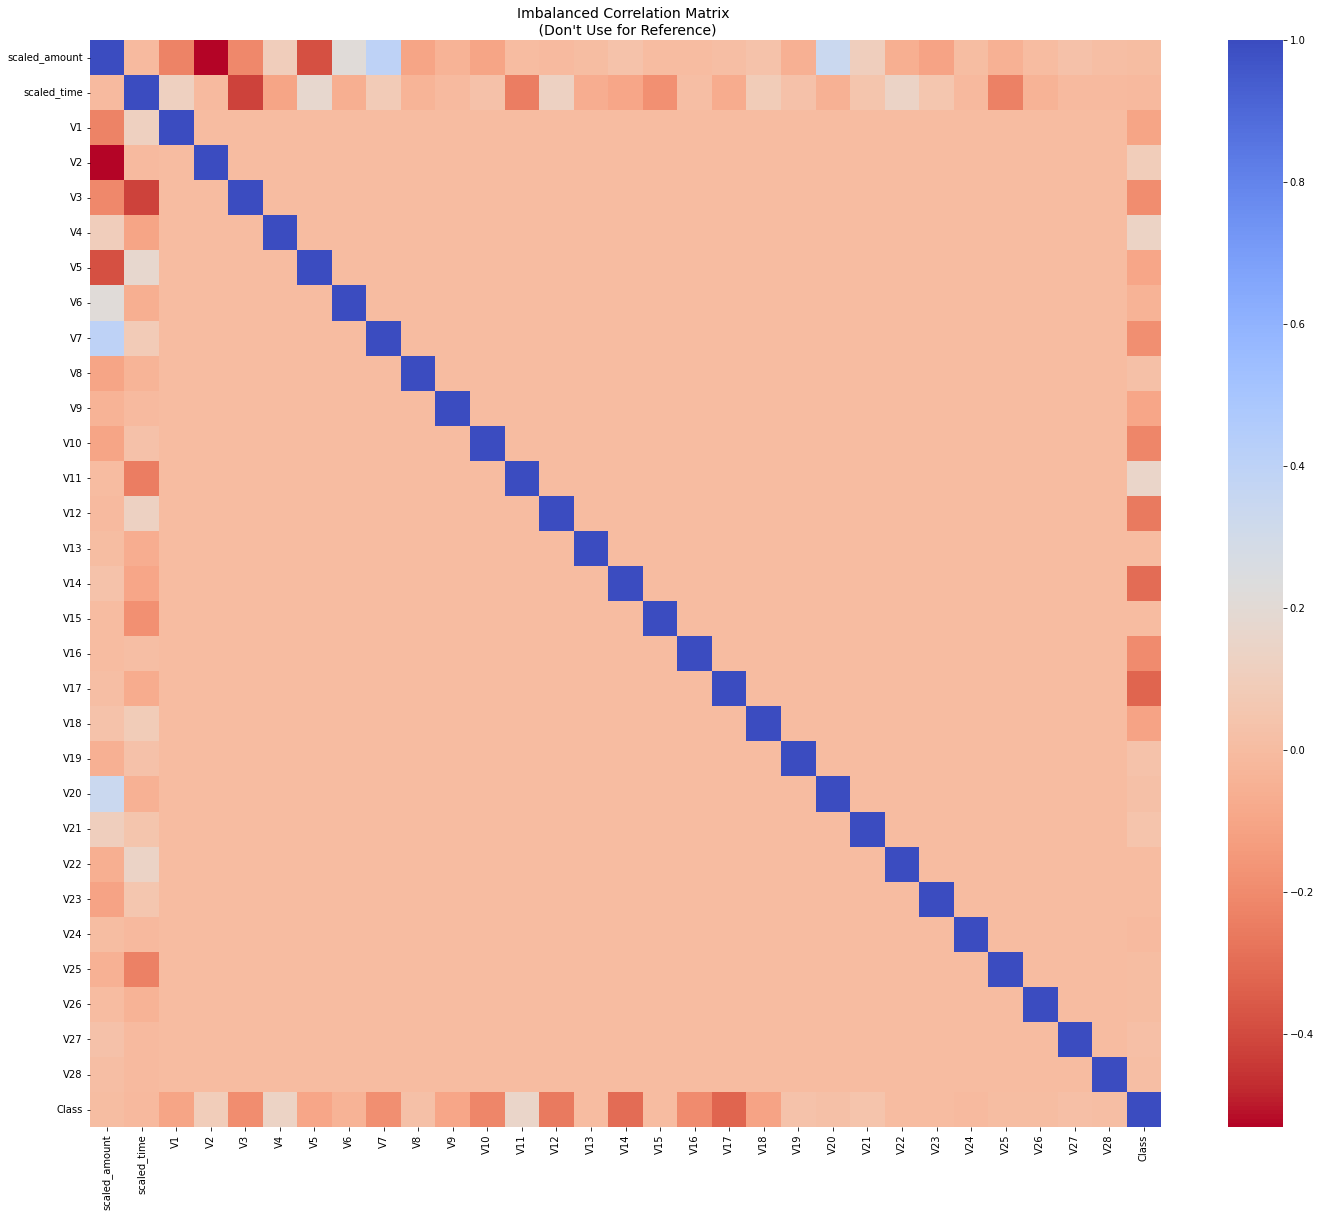 Imbalanced Correlation Matrix
(Don't Use for Reference)
scaled_amount
scaled_time
V1
V2
V3
V4
V5
V6
V7
V8
V9
V10
V11
V12
V13
V14
V15
V16
V17
V18
V19
V20
V21
V22
V23
V24
V25
V26
V27
V28
Class
scaled_amount
scaled_time
V1
V2
V3
V4
V5
V6
V7
V8
V9
V10
V11
V12
V13
V14
V15
V16
V17
V18
V19
V20
V21
V22
V23
V24
V25
V26
V27
V28
Class
1.0
0.8
0.6
0.4
0.2
0.0
−0.2
−0.4